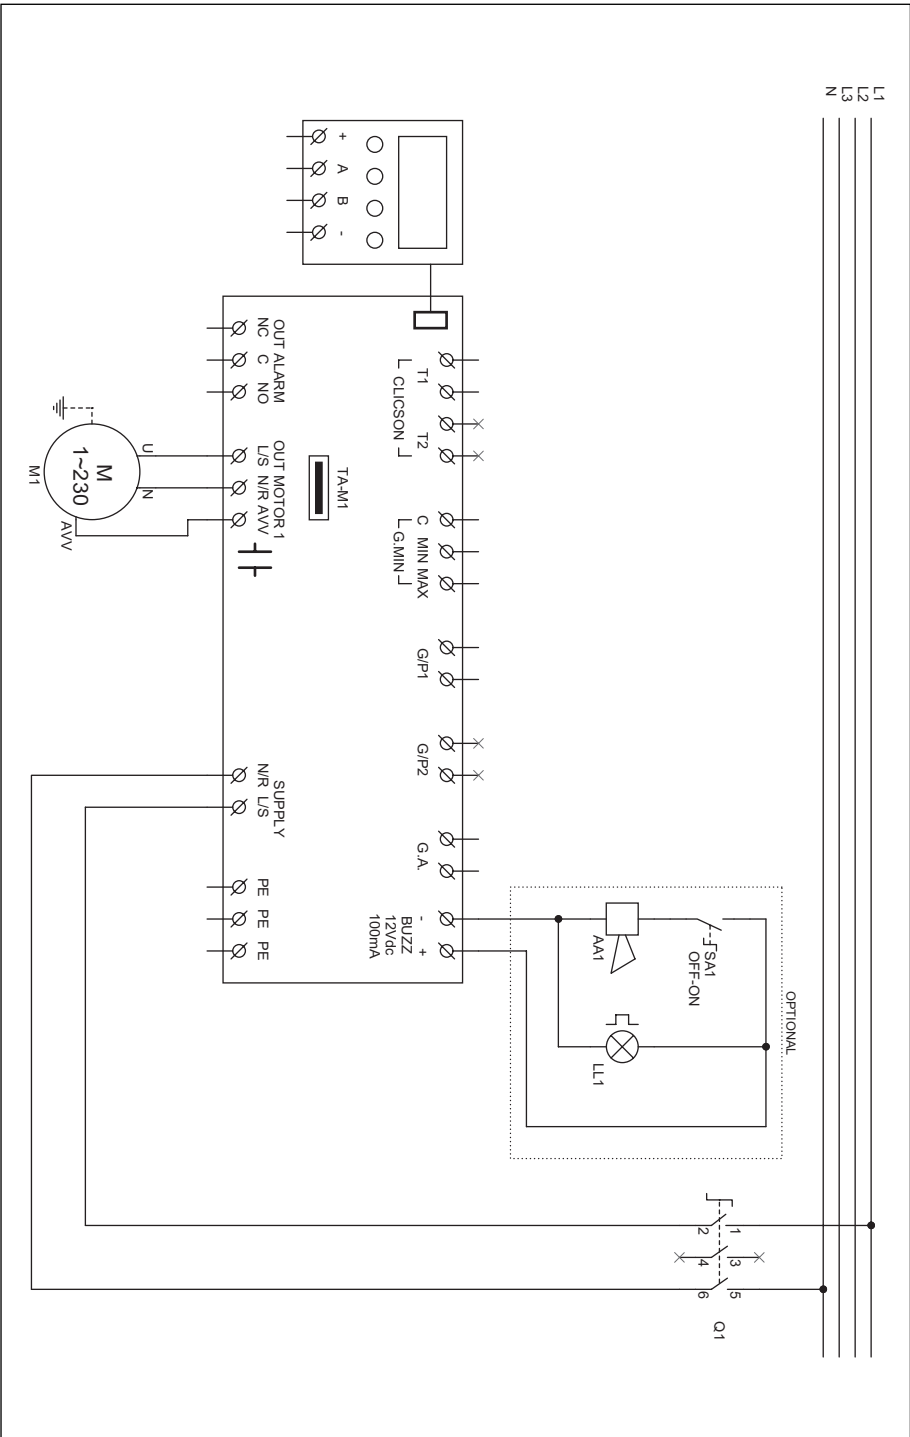 L1
L2
L3
N
+
A
B
-
T1
T2
CLICSON
C MIN MAX
G.MIN
G/P1
G/P2
G.A.
- +
BUZZ
12Vdc
100mA
TA-M1
OUT ALARM
NC C NO
OUT MOTOR 1
L/S N/R AVV
SUPPLY
N/R L/S
PE
PE
PE
U
N
M
1~230
M1
AVV
OPTIONAL
SA1
OFF-ON
AA1
LL1
1
2
3
4
5
6
Q1